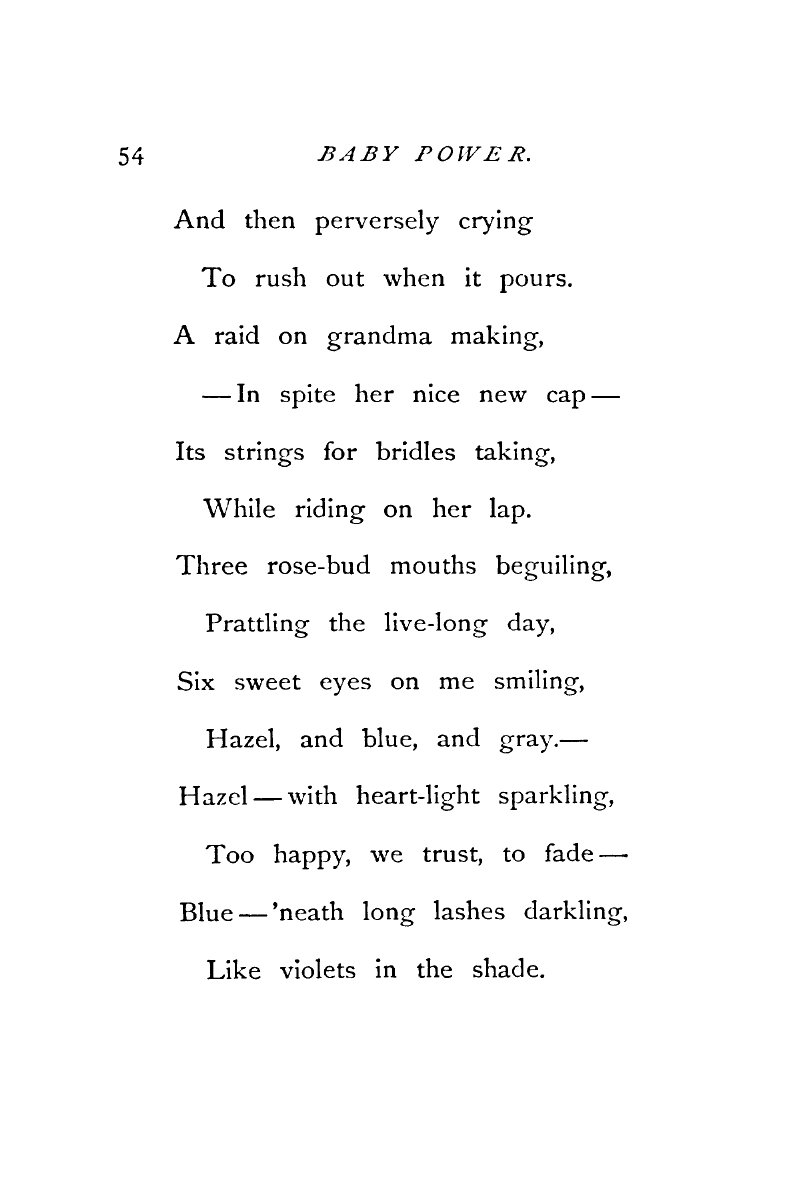 54 BABY POWER.
And then perversely crying
To rush out when it pours.
A raid on grandma making,
— In spite her nice new cap —
Its strings for bridles taking,
While riding on her lap.
Three rose-bud mouths beguiling,
Prattling the live-long day,
Six sweet eyes on me smiling,
Hazel, and blue, and gray.—
Hazel — with heart-light sparkling,
Too happy, we trust, to fade —
Blue — 'neath long lashes darkling,
Like violets in the shade.